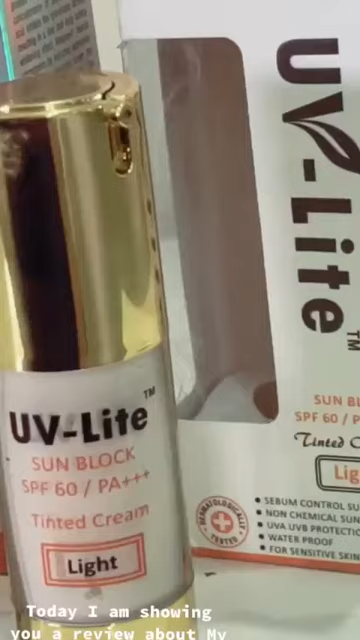 UV-Lite™
SUN BLOCK
SPF 60 / PA+++
Tinted Cream
Light
UV-Lite™
SUN BL
SPF 60 / P
Tinted C
Lig
DERMATOLOGICALLY
TESTED
• SEBUM CONTROL SU
• NON CHEMICAL SU
• UVA UVB PROTECTIO
• WATER PROOF
• FOR SENSITIVE SKIN
Today I am showing
you a review about My